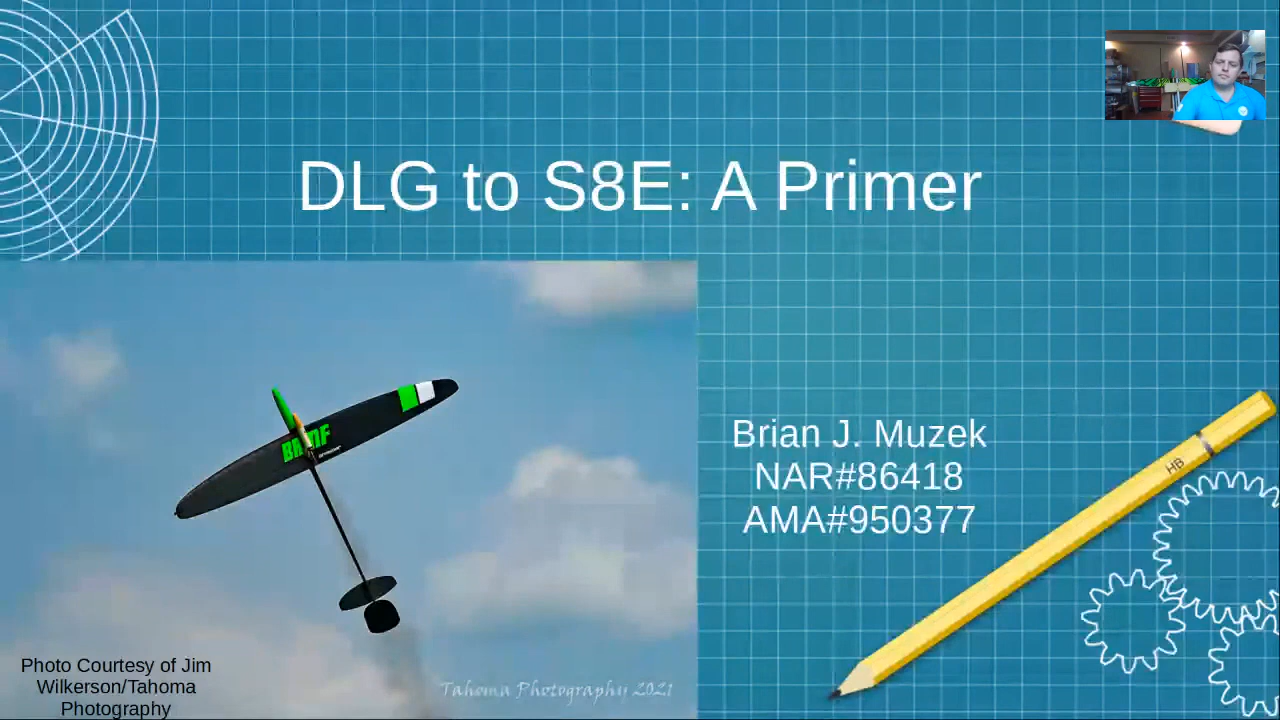 DLG to S8E: A Primer
BMMF
Brian J. Muzek
NAR#86418
AMA#950377
HB
Photo Courtesy of Jim
Wilkerson/Tahoma
Photography
Tahoma Photography 2021